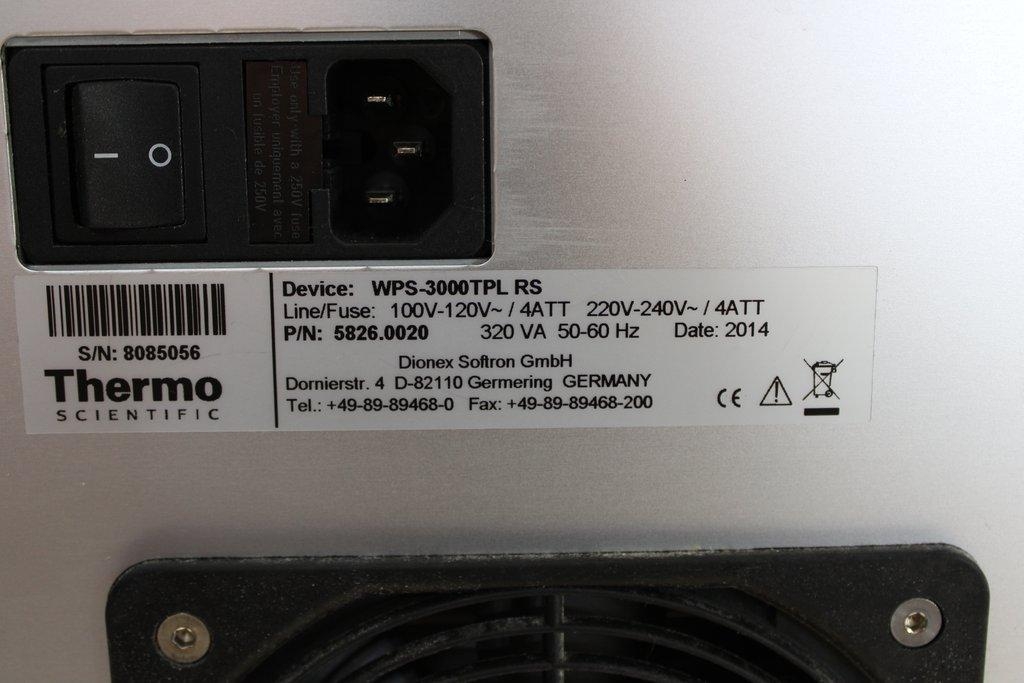 I O
Use only with a 250V fuse
Employer uniquement avec
un fusible de 250V
S/N: 8085056
Thermo
SCIENTIFIC
Device: WPS-3000TPL RS
Line/Fuse: 100V-120V~ / 4ATT 220V-240V~ / 4ATT
P/N: 5826.0020 320 VA 50-60 Hz Date: 2014
Dionex Softron GmbH
Dornierstr. 4 D-82110 Germering GERMANY
Tel.: +49-89-89468-0 Fax: +49-89-89468-200
CE